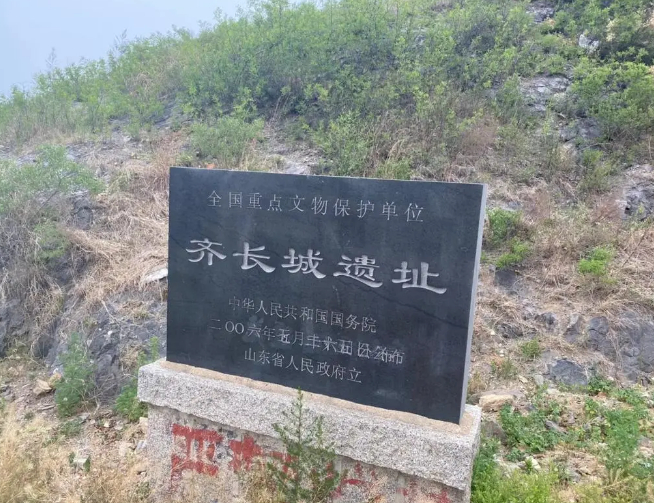 全国重点文物保护单位
齐长城遗址
中华人民共和国国务院
二〇〇六年五月二十五日公布
山东省人民政府立